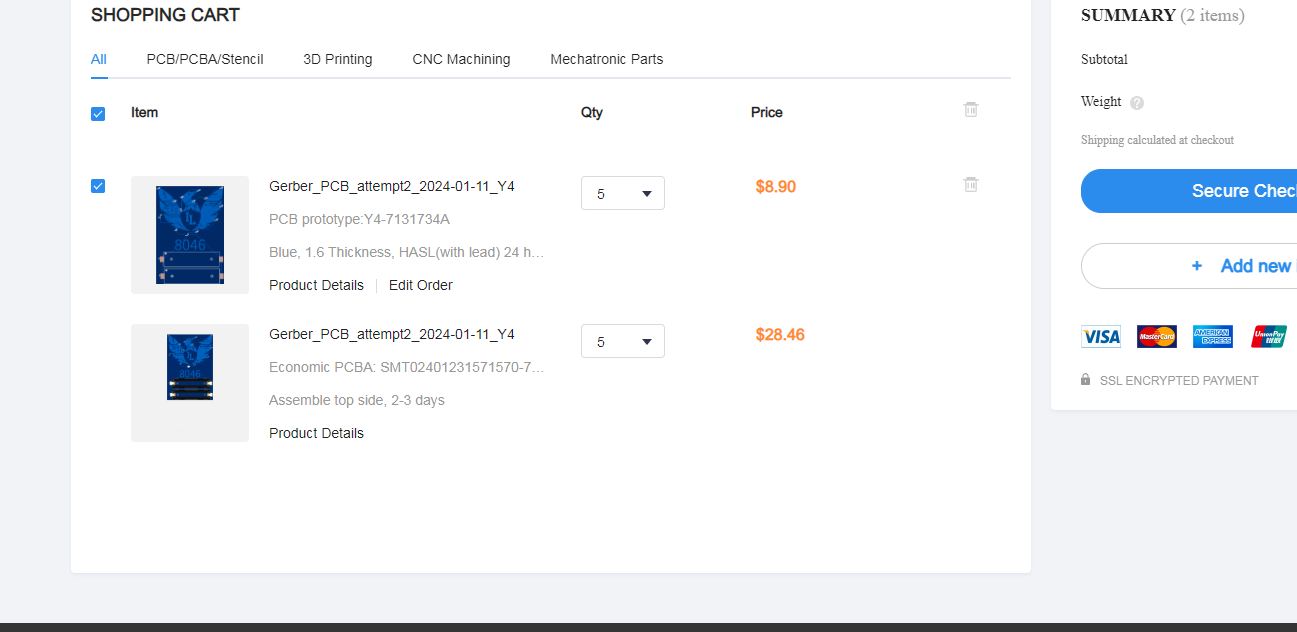 SHOPPING CART
All PCB/PCBA/Stencil 3D Printing CNC Machining Mechatronic Parts
Item Qty Price
Gerber_PCB_attempt2_2024-01-11_Y4 5 $8.90
PCB prototype:Y4-7131734A
Blue, 1.6 Thickness, HASL(with lead) 24 h...
Product Details Edit Order
8046
Gerber_PCB_attempt2_2024-01-11_Y4 5 $28.46
Economic PCBA: SMT02401231571570-7...
Assemble top side, 2-3 days
Product Details
8046
SUMMARY (2 items)
Subtotal
Weight ?
Shipping calculated at checkout
Secure Chec
+ Add new
VISA MasterCard AMERICAN EXPRESS UnionPay 银联
SSL ENCRYPTED PAYMENT